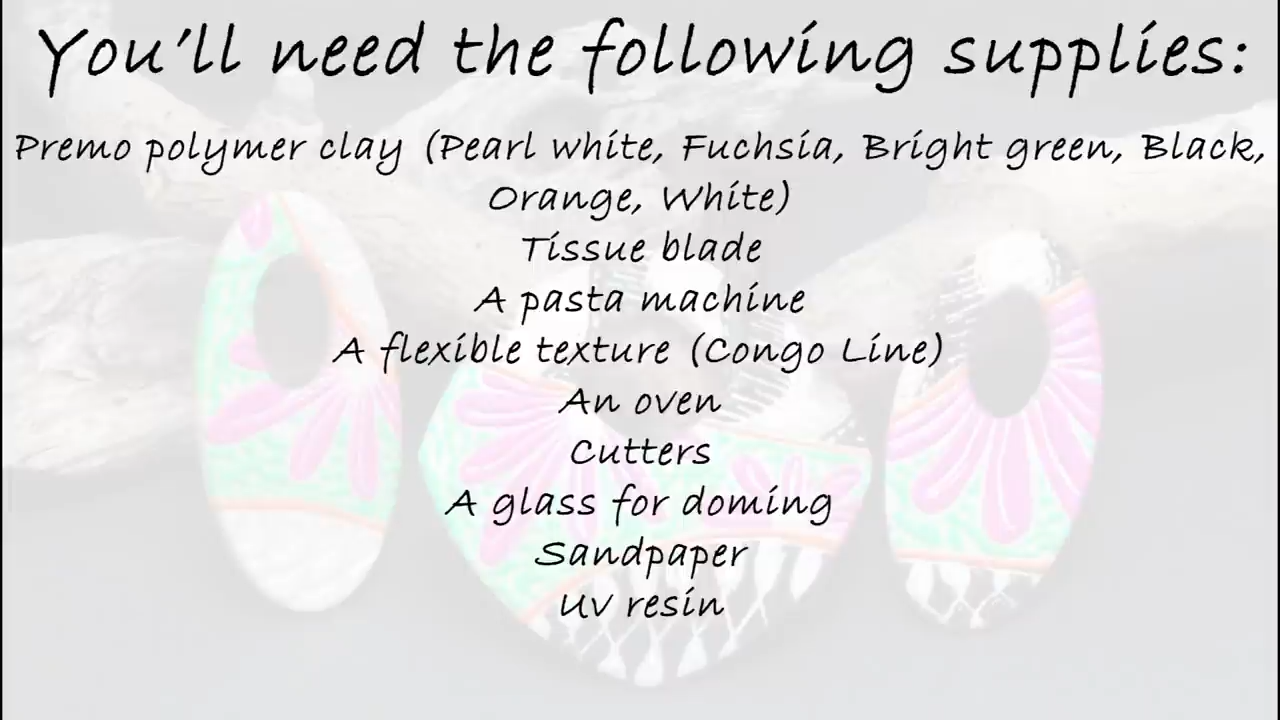 You'll need the following supplies:
Premo polymer clay (Pearl white, Fuchsia, Bright green, Black,
Orange, White)
Tissue blade
A pasta machine
A flexible texture (Congo Line)
An oven
Cutters
A glass for doming
Sandpaper
Uv resin